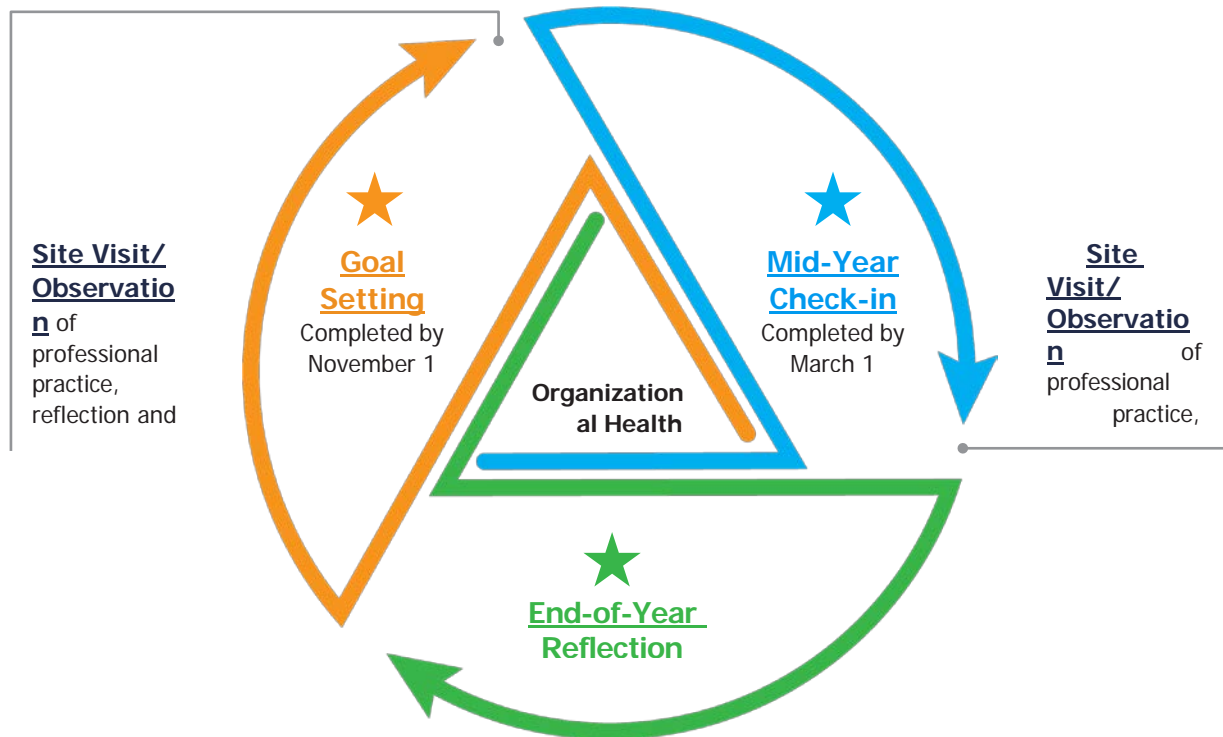 Site Visit/
Observatio
n of
professional
practice,
reflection and
Goal
Setting
Completed by
November 1
Organization
al Health
Mid-Year
Check-in
Completed by
March 1
Site
Visit/
Observatio
n of
professional
practice,
End-of-Year
Reflection